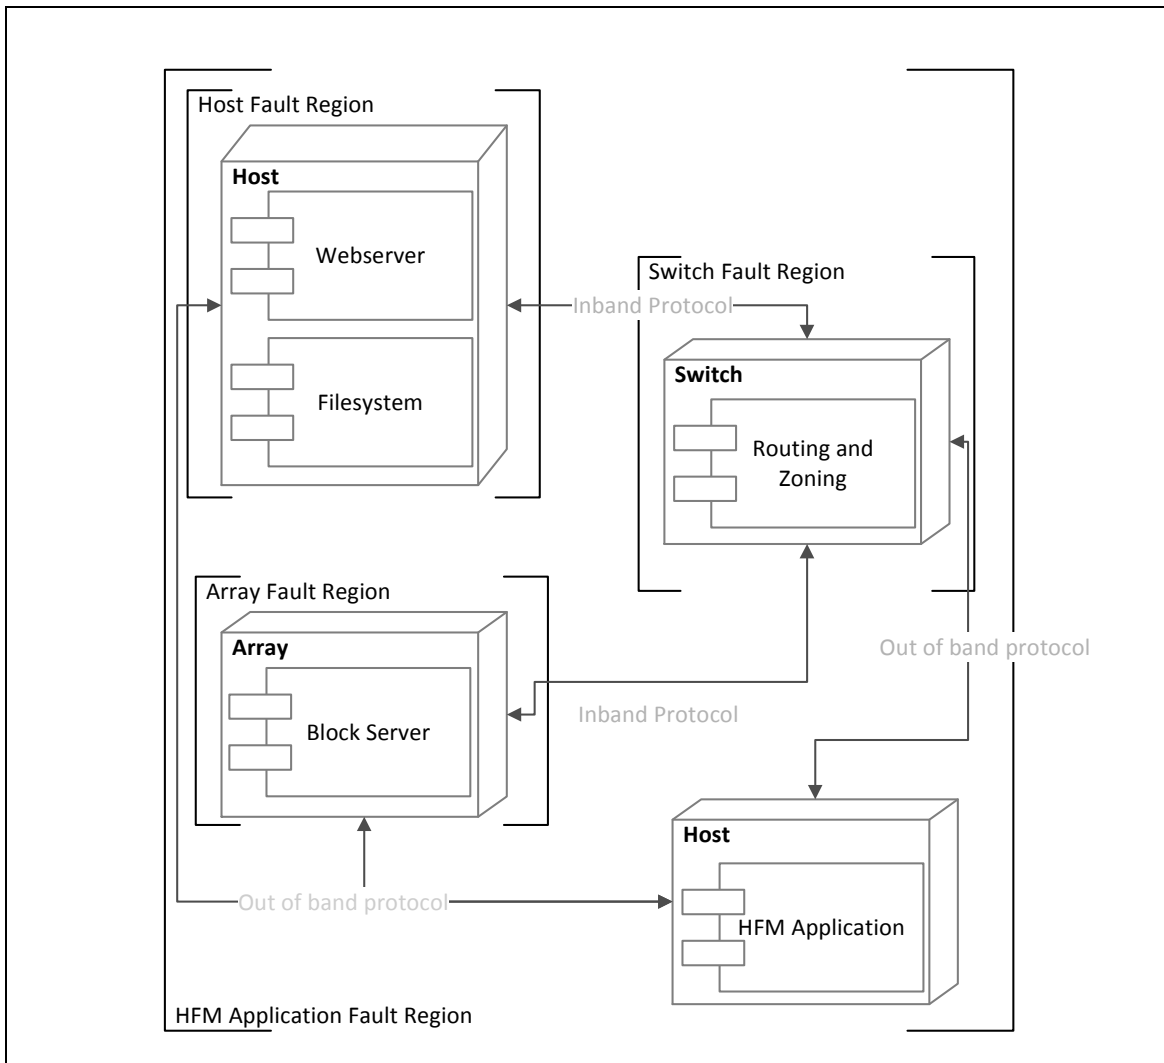 Host Fault Region
Host
Webserver
Filesystem
Switch Fault Region
Inband Protocol
Switch
Routing and
Zoning
Array Fault Region
Array
Block Server
Inband Protocol
Out of band protocol
Host
HFM Application
Out of band protocol
HFM Application Fault Region